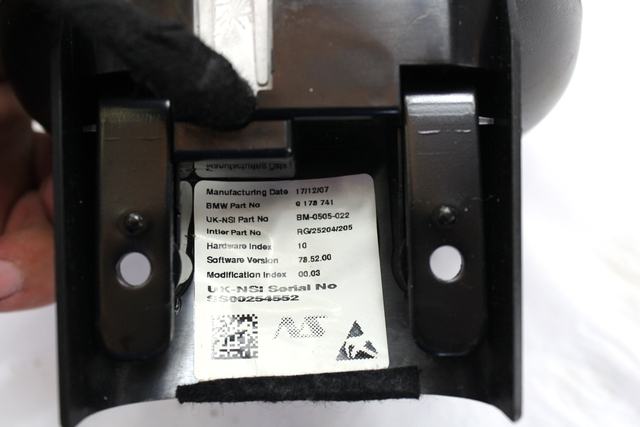 Manufacturing Date 17/12/07
BMW Part No 9 178 741
UK-NSI Part No BM-0505-022
Intier Part No RG/25204/205
Hardware Index 10
Software Version 78.52.00
Modification Index 00.03
UK-NSI Serial No
SS00254552
NS